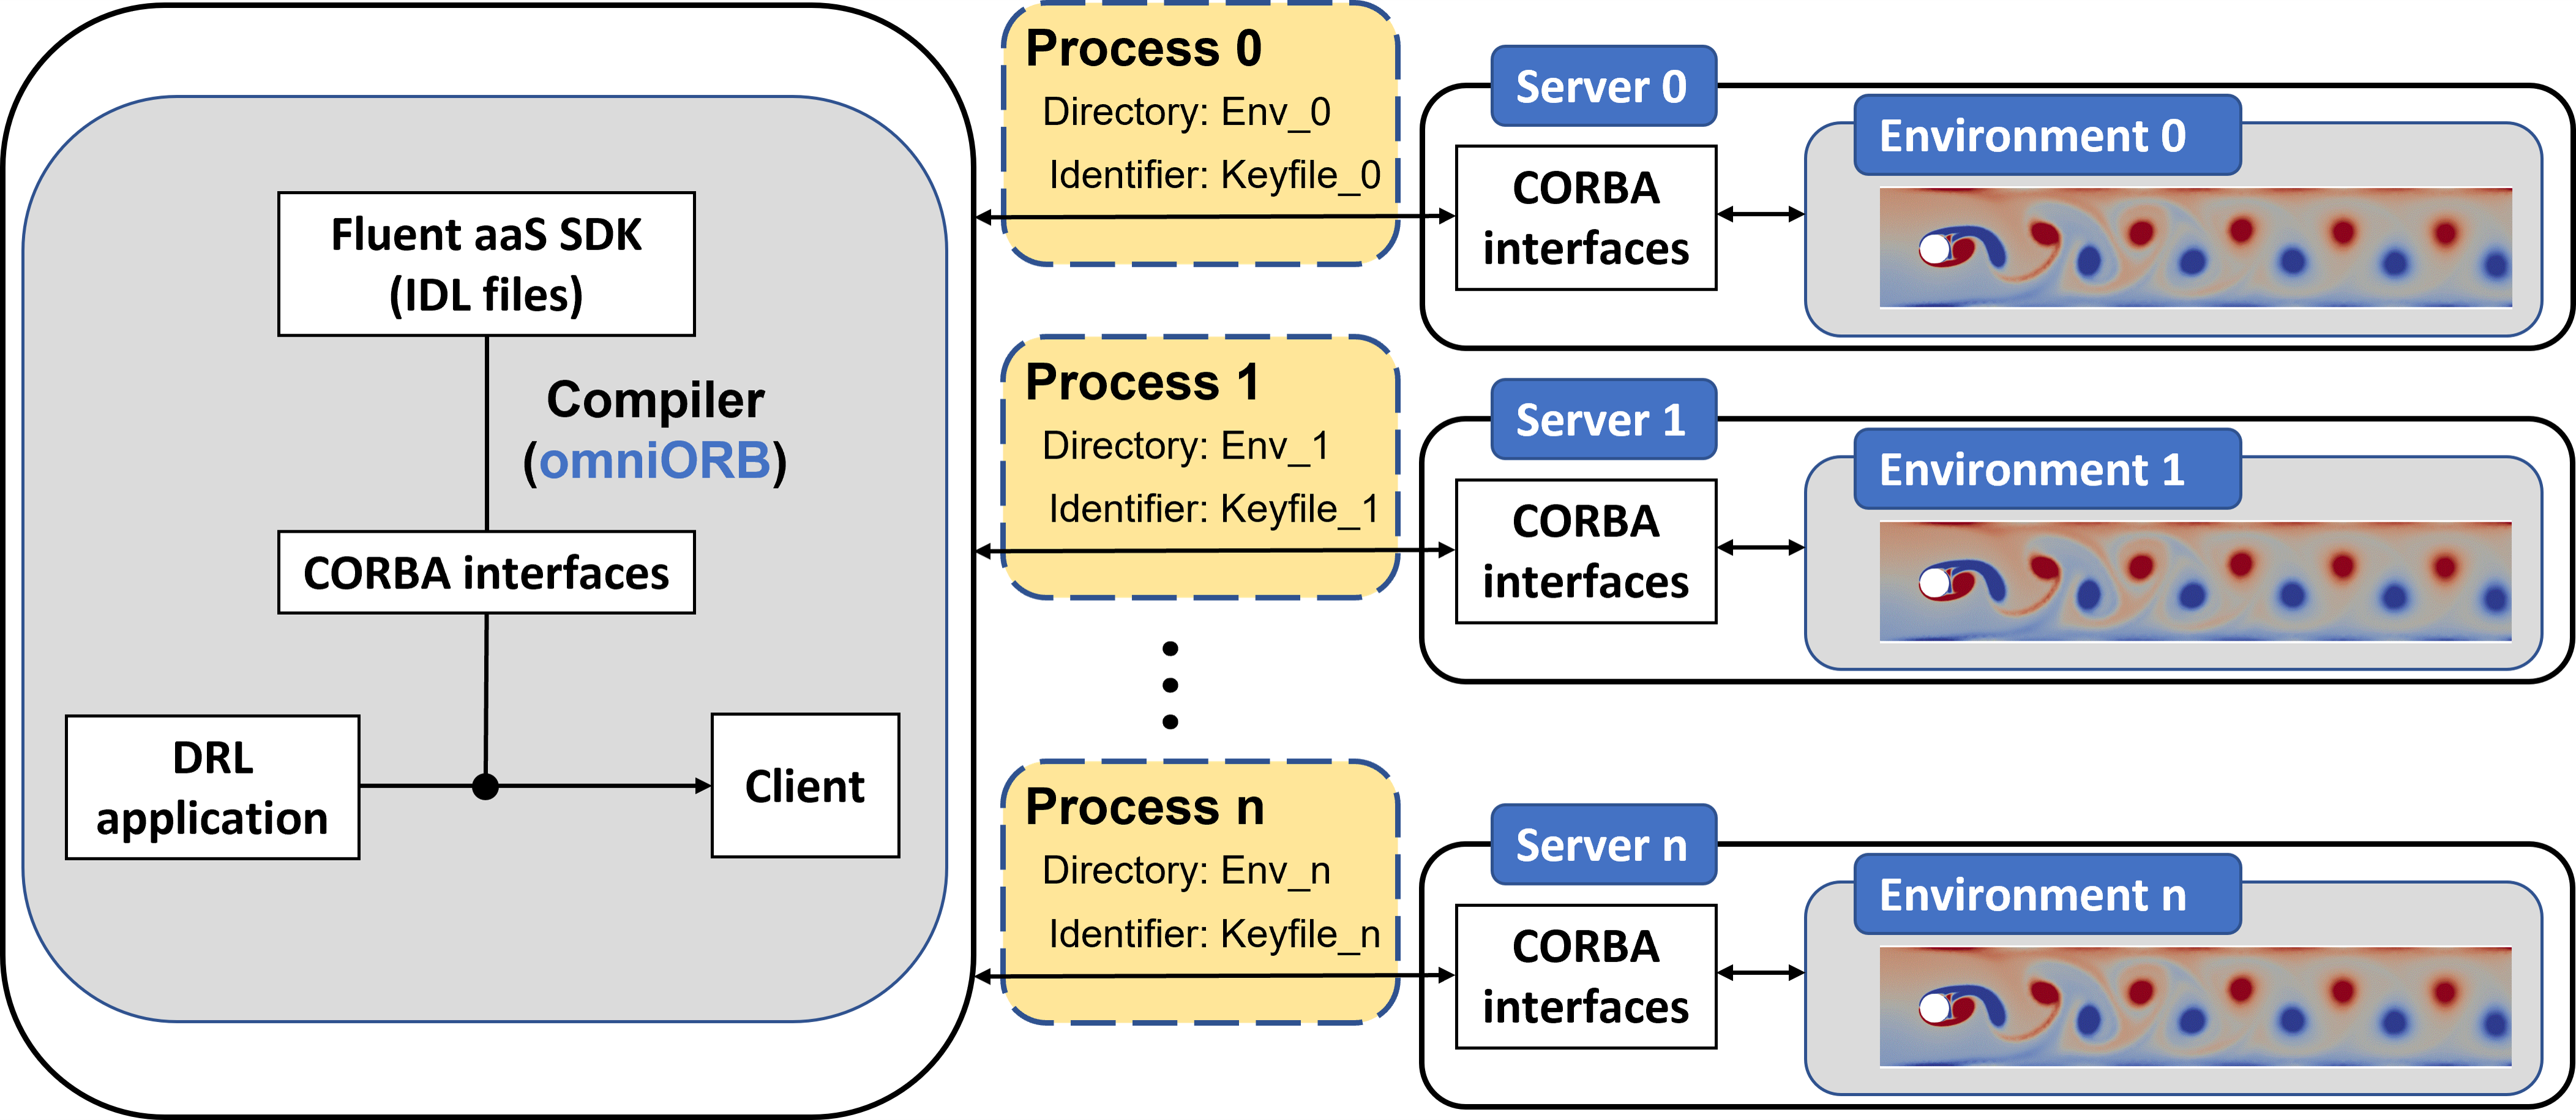 Fluent aaS SDK
(IDL files)
Compiler
(omniORB)
CORBA interfaces
DRL
application
Client
Process 0
Directory: Env_0
Identifier: Keyfile_0
Server 0
CORBA
interfaces
Environment 0
Process 1
Directory: Env_1
Identifier: Keyfile_1
Server 1
CORBA
interfaces
Environment 1
Process n
Directory: Env_n
Identifier: Keyfile_n
Server n
CORBA
interfaces
Environment n